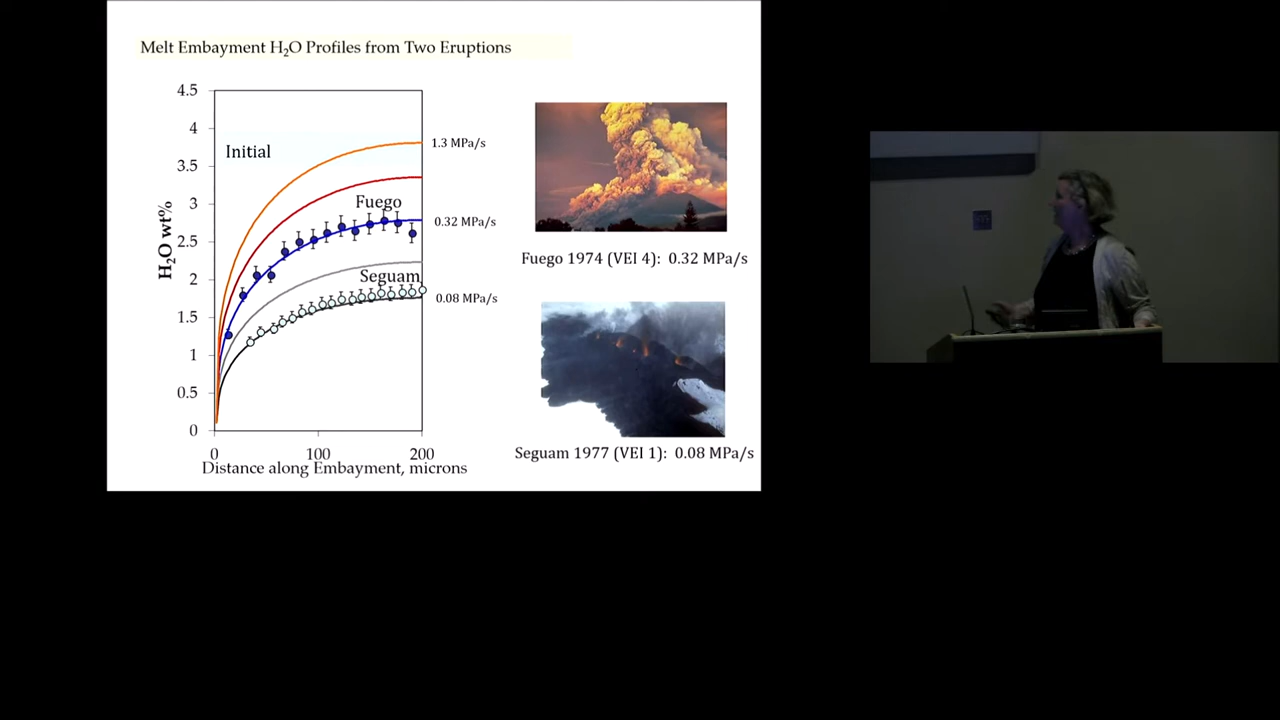 Melt Embayment H₂O Profiles from Two Eruptions
4.5
4
3.5
3
2.5
2
1.5
1
0.5
0
H₂O wt%
Initial
Fuego
Seguam
1.3 MPa/s
0.32 MPa/s
0.08 MPa/s
0
100
200
Distance along Embayment, microns
Fuego 1974 (VEI 4): 0.32 MPa/s
Seguam 1977 (VEI 1): 0.08 MPa/s